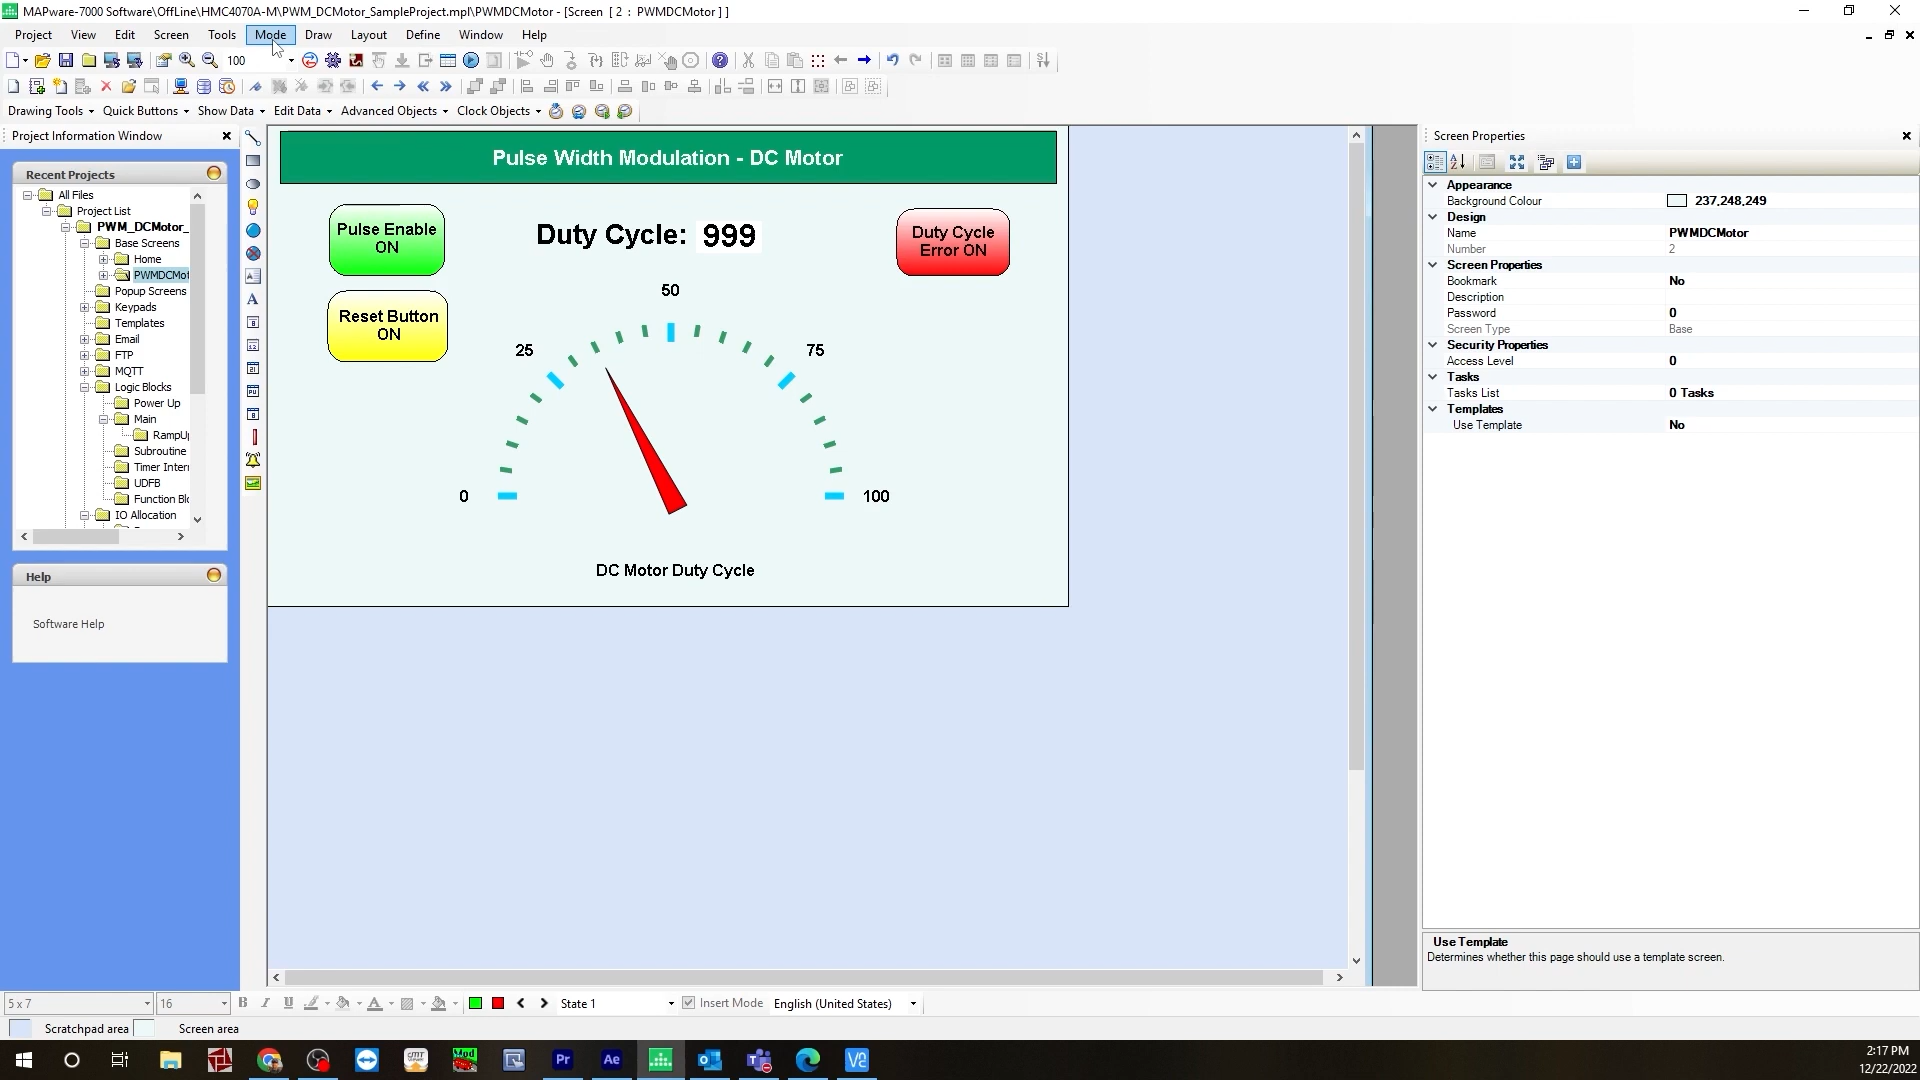 MAPware-7000 Software\OffLine\HMC4070A-M\PWM_DCMotor_SampleProject.mpl\PWMDCMotor - [Screen [ 2 : PWMDCMotor ] ]
Project View Edit Screen Tools Mode Draw Layout Define Window Help
100
Drawing Tools Quick Buttons Show Data Edit Data Advanced Objects Clock Objects
Project Information Window
Recent Projects
All Files
Project List
PWM_DCMotor_
Base Screens
Home
PWMDCMot
Popup Screens
Keypads
Templates
Email
FTP
MQTT
Logic Blocks
Power Up
Main
RampU
Subroutine
Timer Inter
UDFB
Function Bl
IO Allocation
Help
Software Help
Pulse Width Modulation - DC Motor
Pulse Enable
ON
Duty Cycle: 999
Duty Cycle
Error ON
Reset Button
ON
50
25
75
0
100
DC Motor Duty Cycle
Screen Properties
Appearance
Background Colour 237,248,249
Design
Name PWMDCMotor
Number 2
Screen Properties
Bookmark No
Description
Password 0
Screen Type Base
Security Properties
Access Level 0
Tasks
Tasks List 0 Tasks
Templates
Use Template No
Use Template
Determines whether this page should use a template screen.
5 x 7 16 B I U A State 1 Insert Mode English (United States)
Scratchpad area Screen area
Pr Ae
2:17 PM
12/22/2022